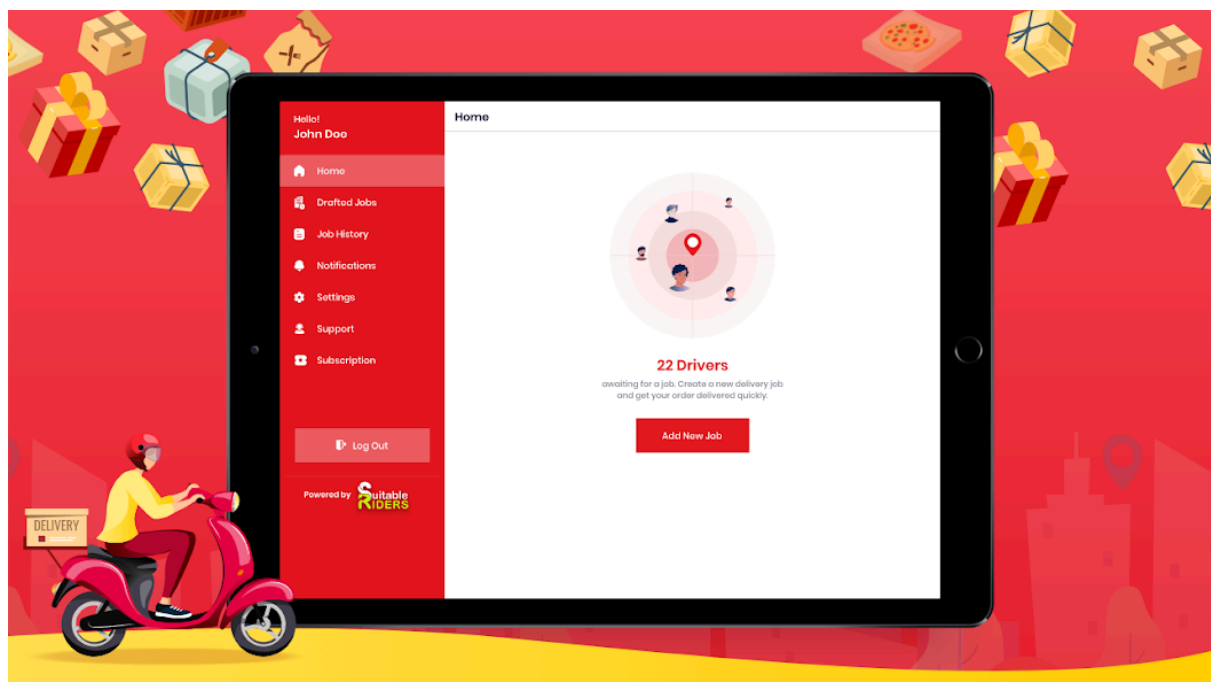 Hello!
John Doe
Home
Home
Drafted Jobs
Job History
Notifications
Settings
Support
Subscription
22 Drivers
awaiting for a job. Create a new delivery job
and get your order delivered quickly.
Add New Job
Log Out
Powered by Suitable
RIDERS
DELIVERY